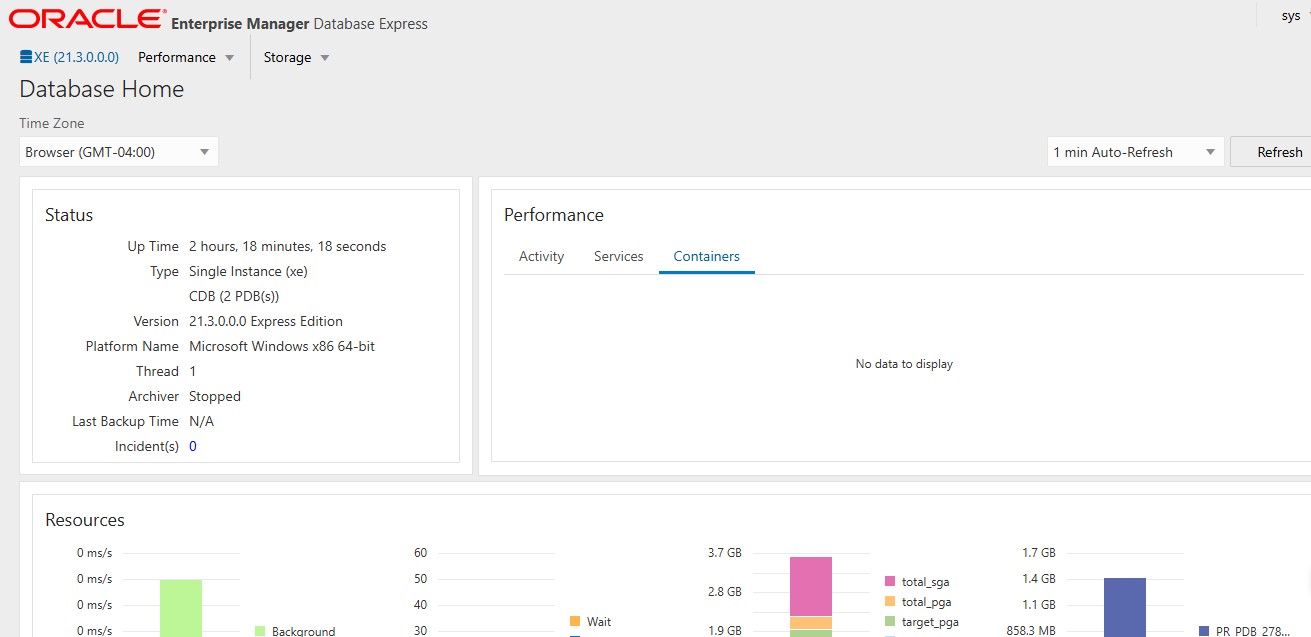 ORACLE Enterprise Manager Database Express
sys
XE (21.3.0.0.0) Performance Storage
Database Home
Time Zone
Browser (GMT-04:00)
1 min Auto-Refresh Refresh
Status
Up Time 2 hours, 18 minutes, 18 seconds
Type Single Instance (xe)
CDB (2 PDB(s))
Version 21.3.0.0.0 Express Edition
Platform Name Microsoft Windows x86 64-bit
Thread 1
Archiver Stopped
Last Backup Time N/A
Incident(s) 0
Performance
Activity Services Containers
No data to display
Resources
0 ms/s
0 ms/s
0 ms/s
0 ms/s
Background
60
50
40
30
Wait
3.7 GB
2.8 GB
1.9 GB
total_sga
total_pga
target_pga
1.7 GB
1.4 GB
1.1 GB
858.3 MB
PR_PDB_278...